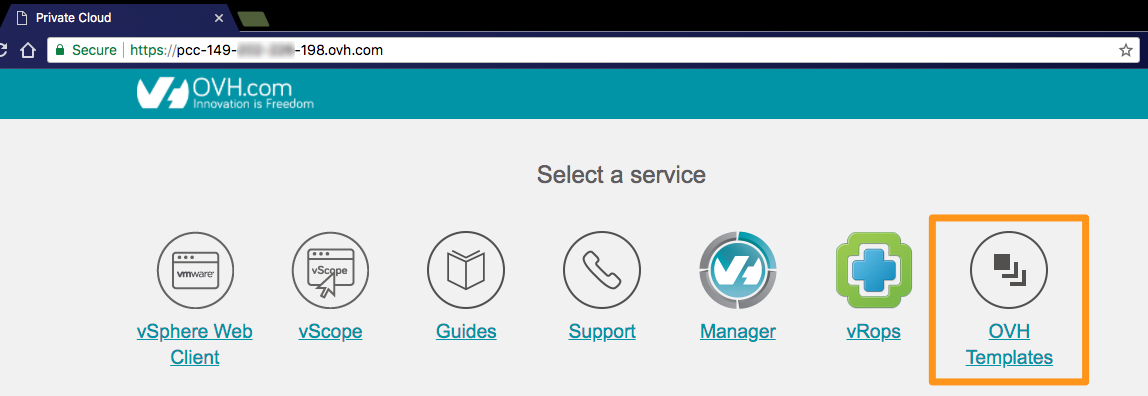 Private Cloud
Secure https://pcc-149- -198.ovh.com
OVH.com
Innovation is Freedom
Select a service
vmware
vScope
vSphere Web
Client
vScope
Guides
Support
Manager
vRops
OVH
Templates